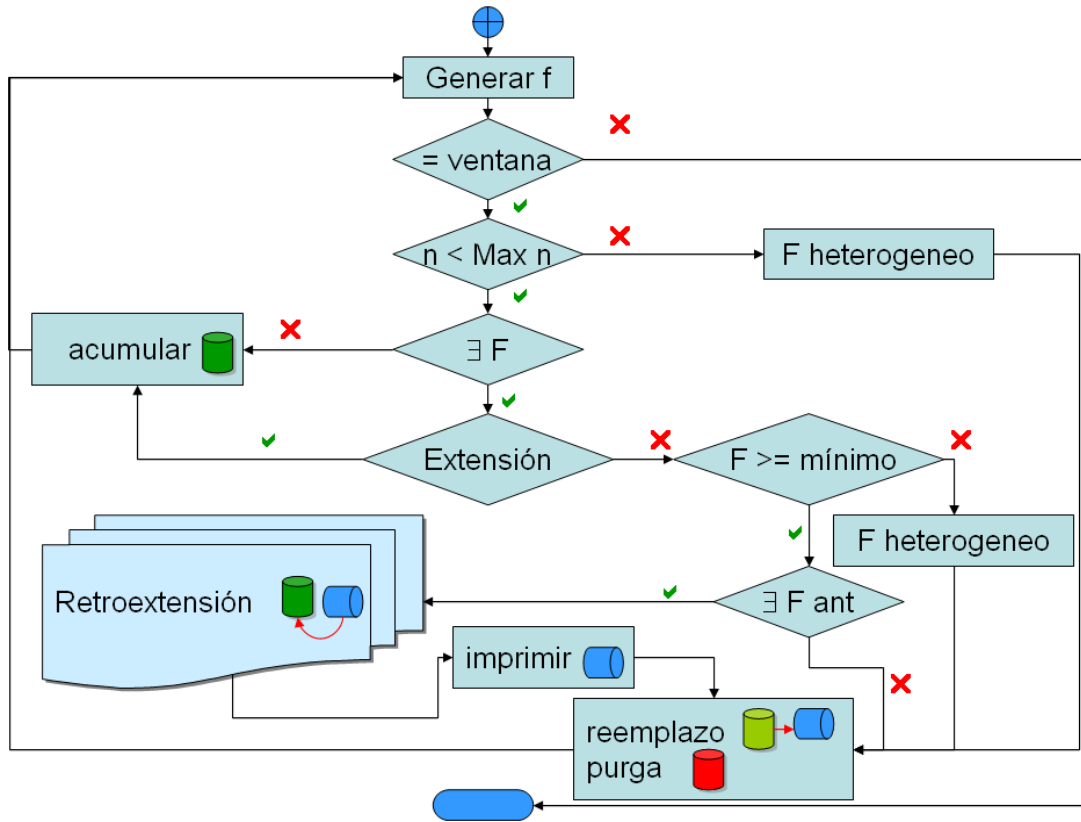 Generar f
= ventana
n < Max n
F heterogeneo
acumular
∃ F
Extensión
F >= mínimo
F heterogeneo
Retroextensión
∃ F ant
imprimir
reemplazo
purga